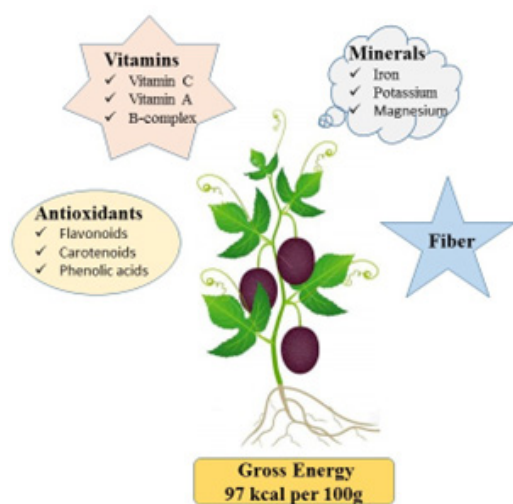 Vitamins
✓ Vitamin C
✓ Vitamin A
✓ B-complex
Minerals
✓ Iron
✓ Potassium
✓ Magnesium
Antioxidants
✓ Flavonoids
✓ Carotenoids
✓ Phenolic acids
Fiber
Gross Energy
97 kcal per 100g